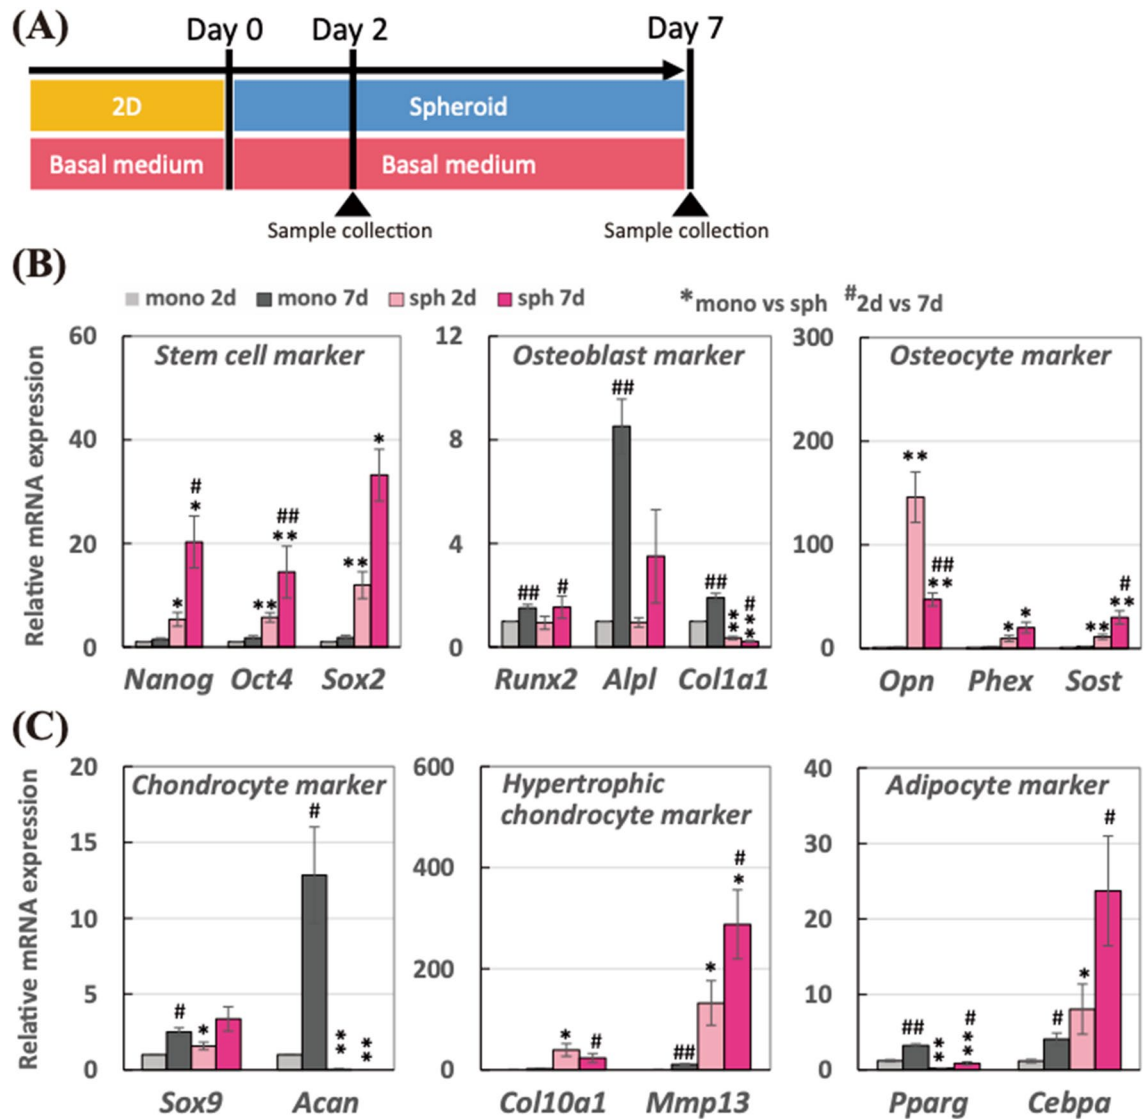 (A)
Day 0 Day 2 Day 7
2D Spheroid
Basal medium Basal medium
Sample collection Sample collection
(B)
mono 2d mono 7d sph 2d sph 7d *mono vs sph #2d vs 7d
Relative mRNA expression
60
40
20
0
Stem cell marker
#
*
*
##
**
**
*
**
Nanog Oct4 Sox2
12
8
4
0
Osteoblast marker
##
##
#
##
**
#
**
Runx2 Alpl Col1a1
300
200
100
0
Osteocyte marker
**
##
**
*
*
#
**
**
Opn Phex Sost
(C)
Relative mRNA expression
20
15
10
5
0
Chondrocyte marker
#
#
*
**
**
Sox9 Acan
600
400
200
0
Hypertrophic
chondrocyte marker
#
*
*
*
#
##
Col10a1 Mmp13
40
30
20
10
0
Adipocyte marker
#
*
#
##
**
#
**
Pparg Cebpa